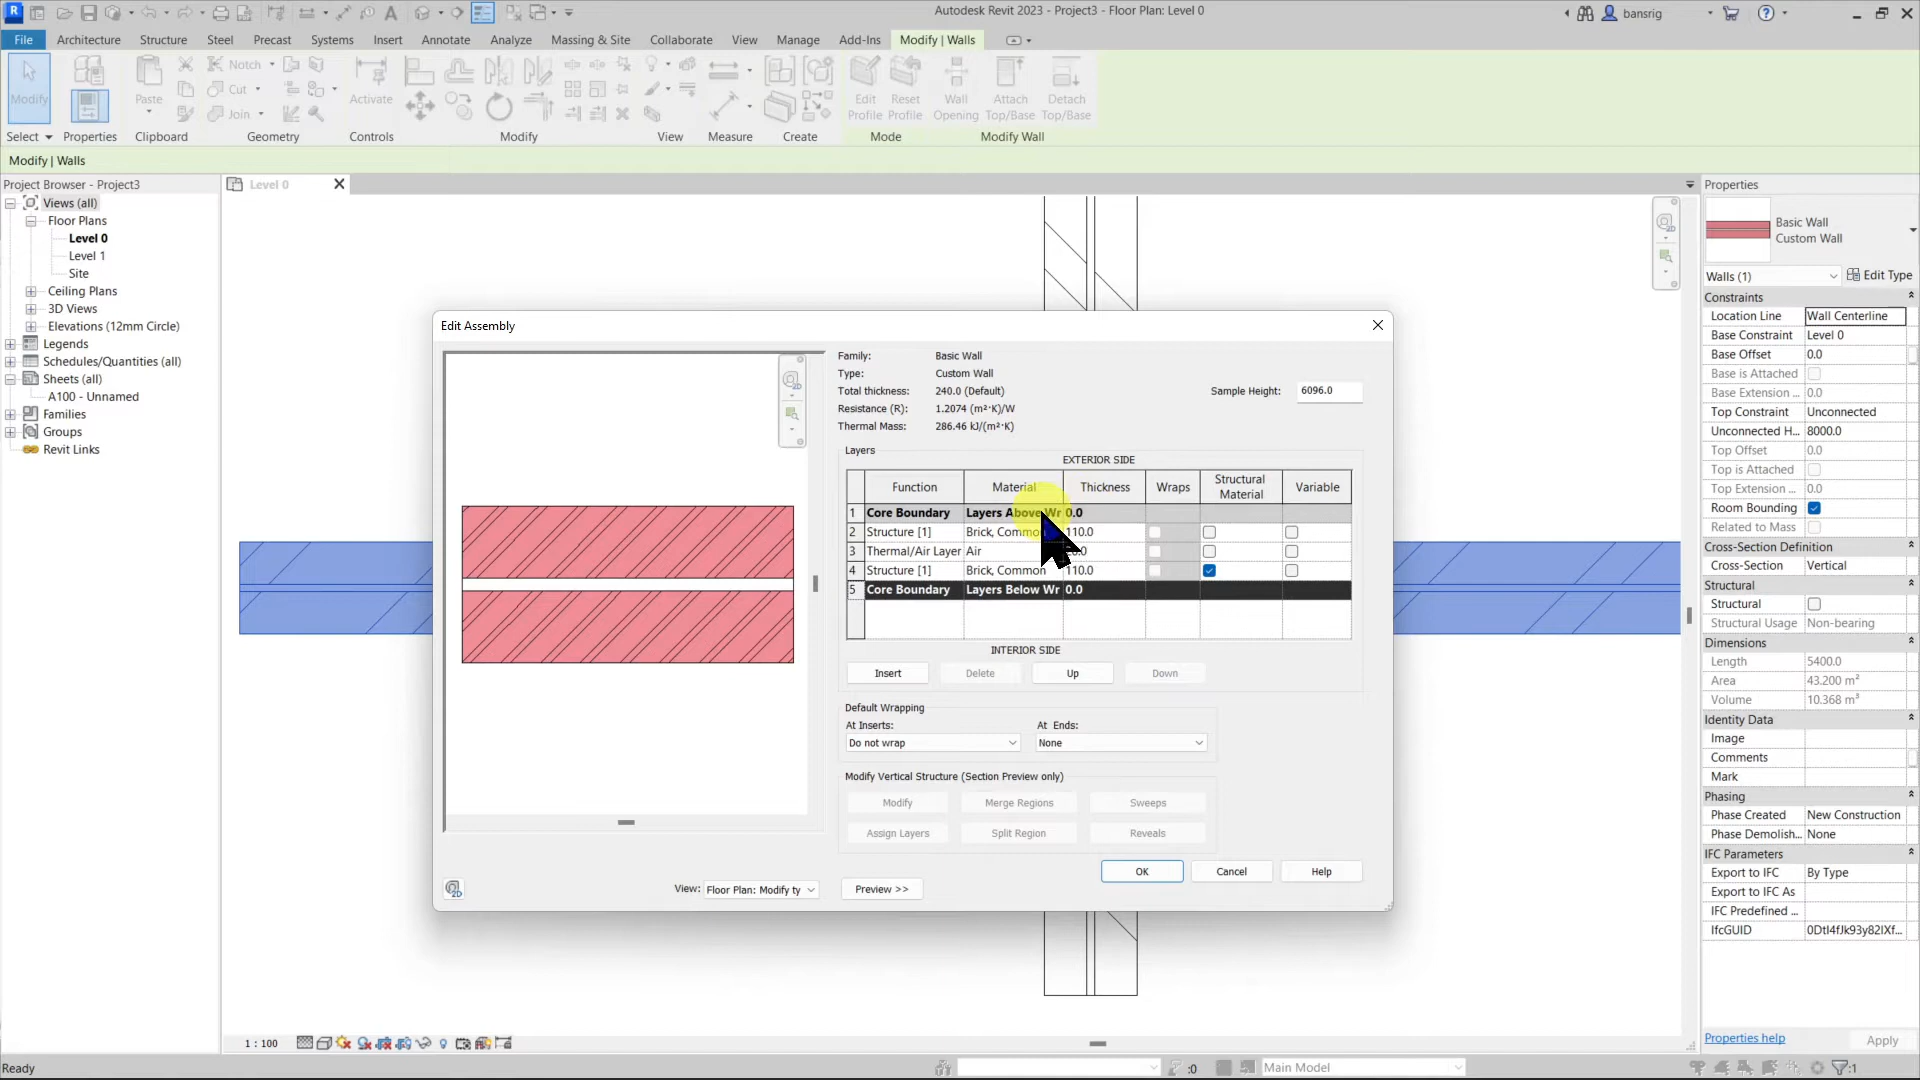 Autodesk Revit 2023 - Project3 - Floor Plan: Level 0
bansrig
File Architecture Structure Steel Precast Systems Insert Annotate Analyze Massing & Site Collaborate View Manage Add-Ins Modify | Walls
Modify
Paste
Notch
Cut
Join
Activate
Edit Profile
Reset Profile
Wall Opening
Attach Top/Base
Detach Top/Base
Select Properties Clipboard Geometry Controls Modify View Measure Create Mode Modify Wall
Modify | Walls
Project Browser - Project3
Views (all)
Floor Plans
Level 0
Level 1
Site
Ceiling Plans
3D Views
Elevations (12mm Circle)
Legends
Schedules/Quantities (all)
Sheets (all)
A100 - Unnamed
Families
Groups
Revit Links
Level 0
Edit Assembly
Family: Basic Wall
Type: Custom Wall
Total thickness: 240.0 (Default)
Resistance (R): 1.2074 (m²·K)/W
Thermal Mass: 286.46 kJ/(m²·K)
Sample Height: 6096.0
Layers
EXTERIOR SIDE
Function Material Thickness Wraps Structural Material Variable
1 Core Boundary Layers Above Wr 0.0
2 Structure [1] Brick, Common 110.0
3 Thermal/Air Layer Air
4 Structure [1] Brick, Common 110.0
5 Core Boundary Layers Below Wr 0.0
INTERIOR SIDE
Insert Delete Up Down
Default Wrapping
At Inserts: At Ends:
Do not wrap None
Modify Vertical Structure (Section Preview only)
Modify Merge Regions Sweeps
Assign Layers Split Region Reveals
OK Cancel Help
View: Floor Plan: Modify ty Preview >>
Properties
Basic Wall
Custom Wall
Walls (1) Edit Type
Constraints
Location Line Wall Centerline
Base Constraint Level 0
Base Offset 0.0
Base is Attached
Base Extension ... 0.0
Top Constraint Unconnected
Unconnected H... 8000.0
Top Offset 0.0
Top is Attached
Top Extension ... 0.0
Room Bounding
Related to Mass
Cross-Section Definition
Cross-Section Vertical
Structural
Structural
Structural Usage Non-bearing
Dimensions
Length 5400.0
Area 43.200 m²
Volume 10.368 m³
Identity Data
Image
Comments
Mark
Phasing
Phase Created New Construction
Phase Demolish... None
IFC Parameters
Export to IFC By Type
Export to IFC As
IFC Predefined ...
IfcGUID 0DtI4fJk93y82IXf...
Properties help Apply
1 : 100
Ready
:0
Main Model
:1